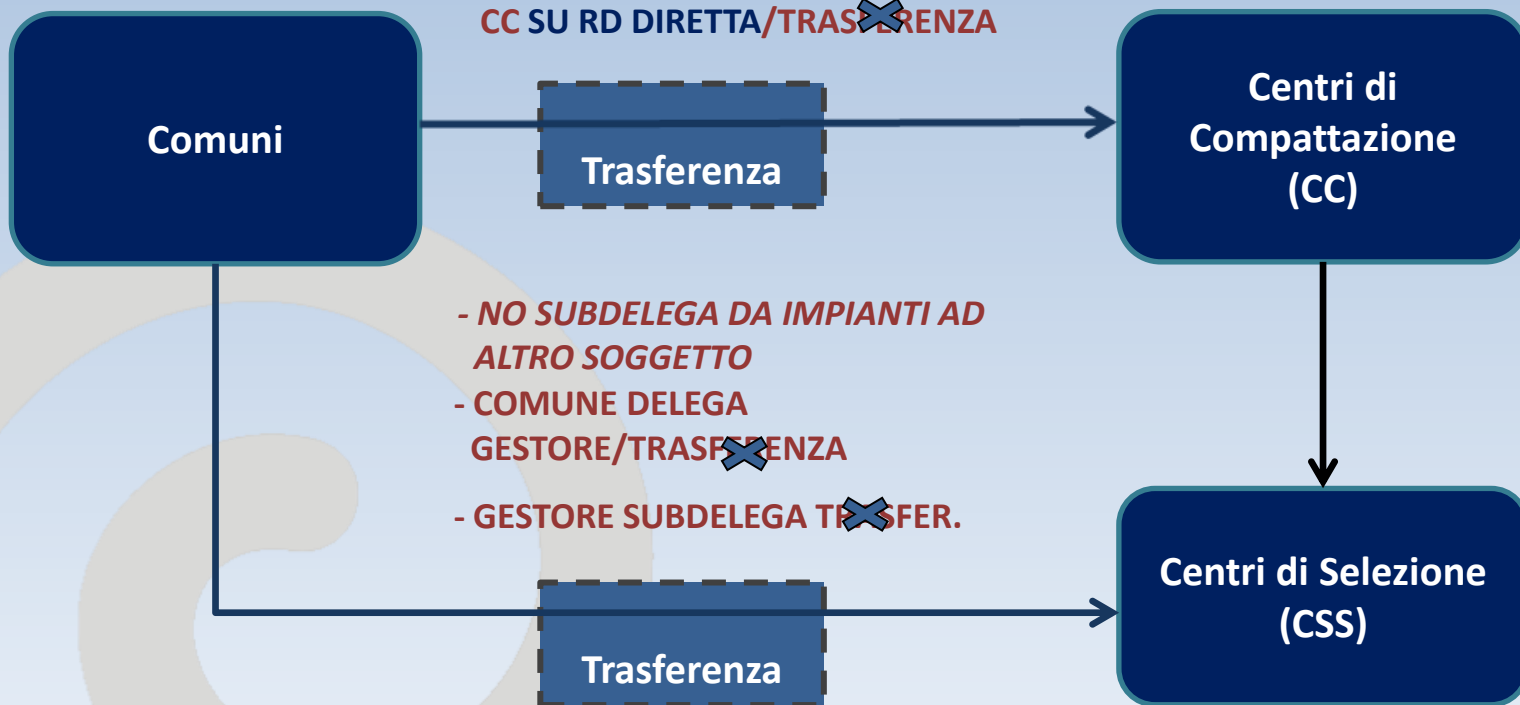 CC SU RD DIRETTA/TRASFERENZA
Comuni
Trasferenza
Centri di
Compattazione
(CC)
- NO SUBDELEGA DA IMPIANTI AD
ALTRO SOGGETTO
- COMUNE DELEGA
GESTORE/TRASFERENZA
- GESTORE SUBDELEGA TRASFER.
Centri di Selezione
(CSS)
Trasferenza